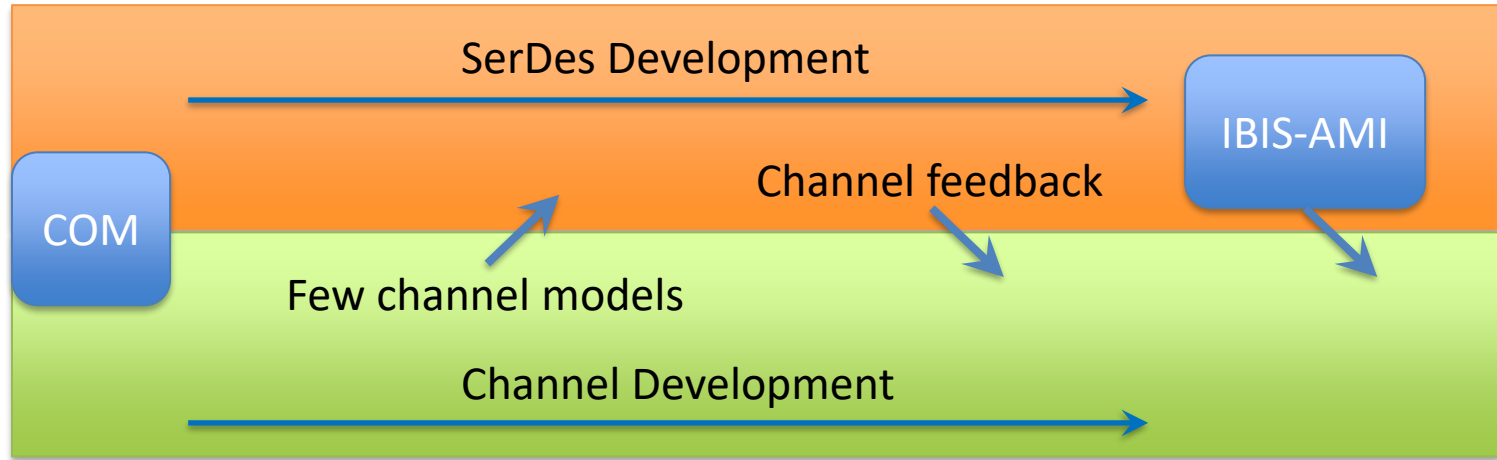 SerDes Development
IBIS-AMI
Channel feedback
COM
Few channel models
Channel Development